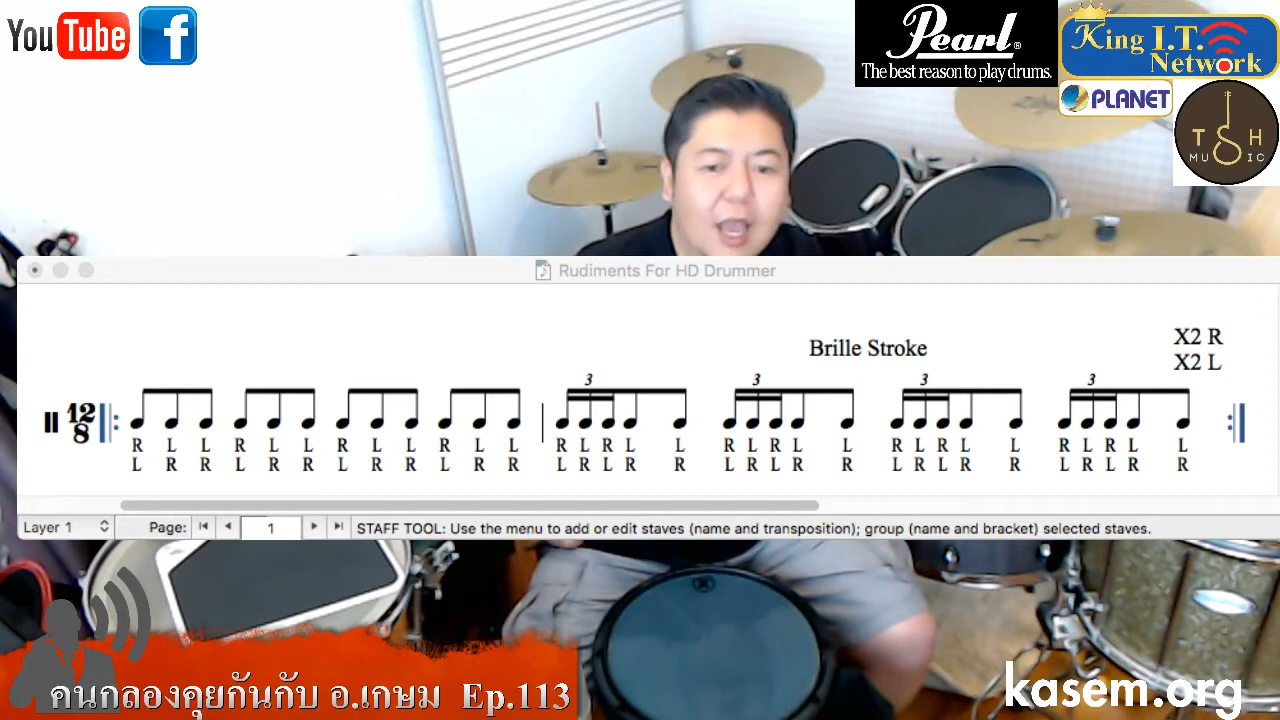 YouTube f
Pearl®
The best reason to play drums.
King I.T. Network
PLANET
TSH MUSIC
Rudiments For HD Drummer
Brille Stroke
X2 R
X2 L
3 3 3 3
12
8
R L L R L L R L L R L L R L R L L R L R L L R L R L L R L R L L
L R R L R R L R R L R R L R L R R L R L R R L R L R R L R L R R
Layer 1 Page: 1 STAFF TOOL: Use the menu to add or edit staves (name and transposition); group (name and bracket) selected staves.
คนกลองคุยกันกับ อ.เกษม Ep.113
kasem.org